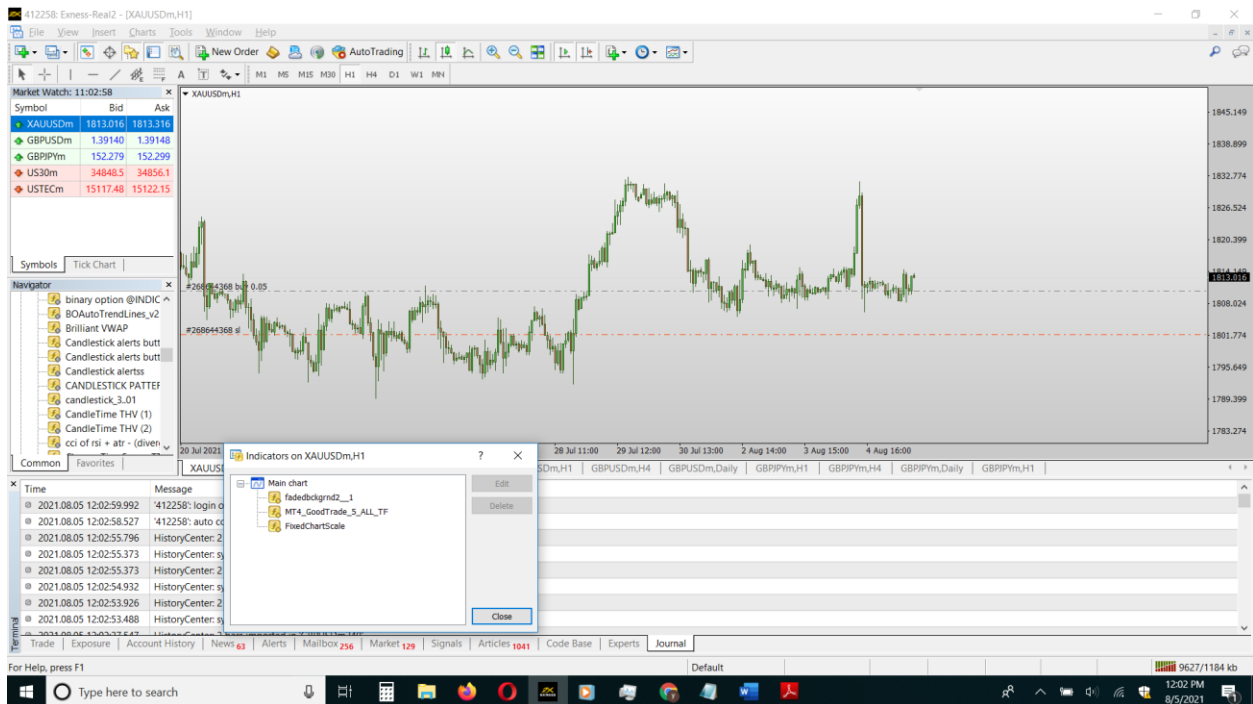 412258: Exness-Real2 - [XAUUSDm,H1]
File View Insert Charts Tools Window Help
New Order AutoTrading
A T M1 M5 M15 M30 H1 H4 D1 W1 MN
Market Watch: 11:02:58
Symbol Bid Ask
XAUUSDm 1813.016 1813.316
GBPUSDm 1.39140 1.39148
GBPJPYm 152.279 152.299
US30m 34848.5 34856.1
USTECm 15117.48 15122.15
Symbols Tick Chart
Navigator
binary option @INDIC
BOAutoTrendLines_v2
Brilliant VWAP
Candlestick alerts butt
Candlestick alerts butt
Candlestick alertss
CANDLESTICK PATTEF
candlestick_3..01
CandleTime THV (1)
CandleTime THV (2)
cci of rsi + atr - (diver
Common Favorites
XAUUSDm,H1
#268644368 buy 0.05
#268644368 sl
1845.149
1838.899
1832.774
1826.524
1820.399
1813.016
1808.024
1801.774
1795.649
1789.399
1783.274
20 Jul 2021 28 Jul 11:00 29 Jul 12:00 30 Jul 13:00 2 Aug 14:00 3 Aug 15:00 4 Aug 16:00
XAUUS SDm,H1 GBPUSDm,H4 GBPUSDm,Daily GBPJPYm,H1 GBPJPYm,H4 GBPJPYm,Daily GBPJPYm,H1
Indicators on XAUUSDm,H1 ? X
Main chart
fadedbckgrnd2__1
MT4_GoodTrade_5_ALL_TF
FixedChartScale
Edit
Delete
Close
Time Message
2021.08.05 12:02:59.992 '412258': login o
2021.08.05 12:02:58.527 '412258': auto co
2021.08.05 12:02:55.796 HistoryCenter: 2
2021.08.05 12:02:55.373 HistoryCenter: sy
2021.08.05 12:02:55.373 HistoryCenter: 2
2021.08.05 12:02:54.932 HistoryCenter: sy
2021.08.05 12:02:53.926 HistoryCenter: 2
2021.08.05 12:02:53.488 HistoryCenter: sy
Terminal
Trade Exposure Account History News 63 Alerts Mailbox 256 Market 129 Signals Articles 1041 Code Base Experts Journal
For Help, press F1 Default 9627/1184 kb
Type here to search
12:02 PM
8/5/2021